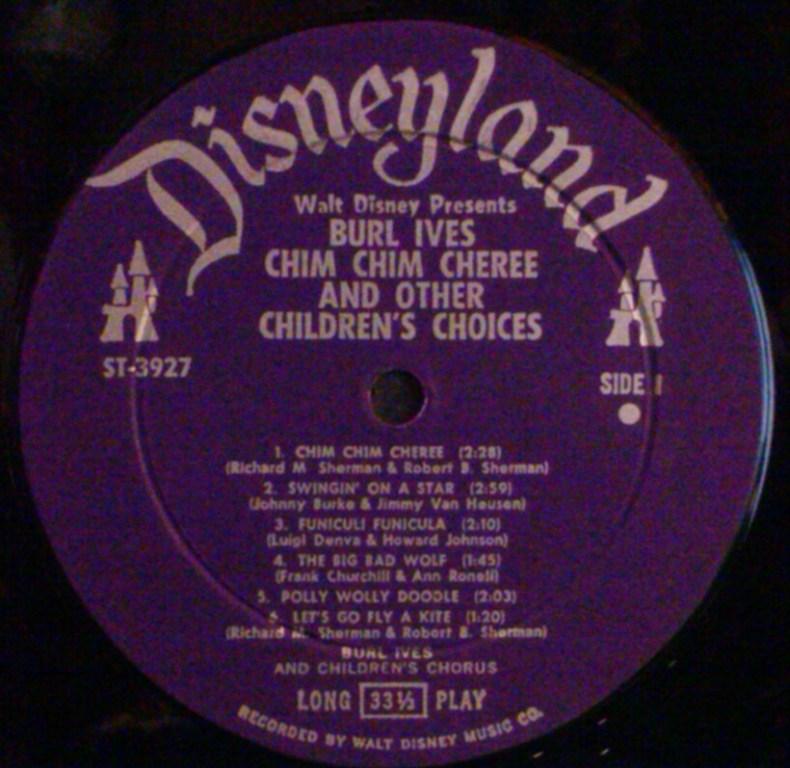 Disneyland
Walt Disney Presents
BURL IVES
CHIM CHIM CHEREE
AND OTHER
CHILDREN'S CHOICES
ST-3927
SIDE 1
1. CHIM CHIM CHEREE (2:28)
(Richard M Sherman & Robert B. Sherman)
2. SWINGIN' ON A STAR (2:59)
(Johnny Burke & Jimmy Van Heusen)
3. FUNICULI FUNICULA (2:10)
(Luigi Denva & Howard Johnson)
4. THE BIG BAD WOLF (1:45)
(Frank Churchill & Ann Ronell)
5. POLLY WOLLY DOODLE (2:03)
6. LET'S GO FLY A KITE (1:20)
(Richard M. Sherman & Robert B. Sherman)
BURL IVES
AND CHILDREN'S CHORUS
LONG 33⅓ PLAY
RECORDED BY WALT DISNEY MUSIC CO.